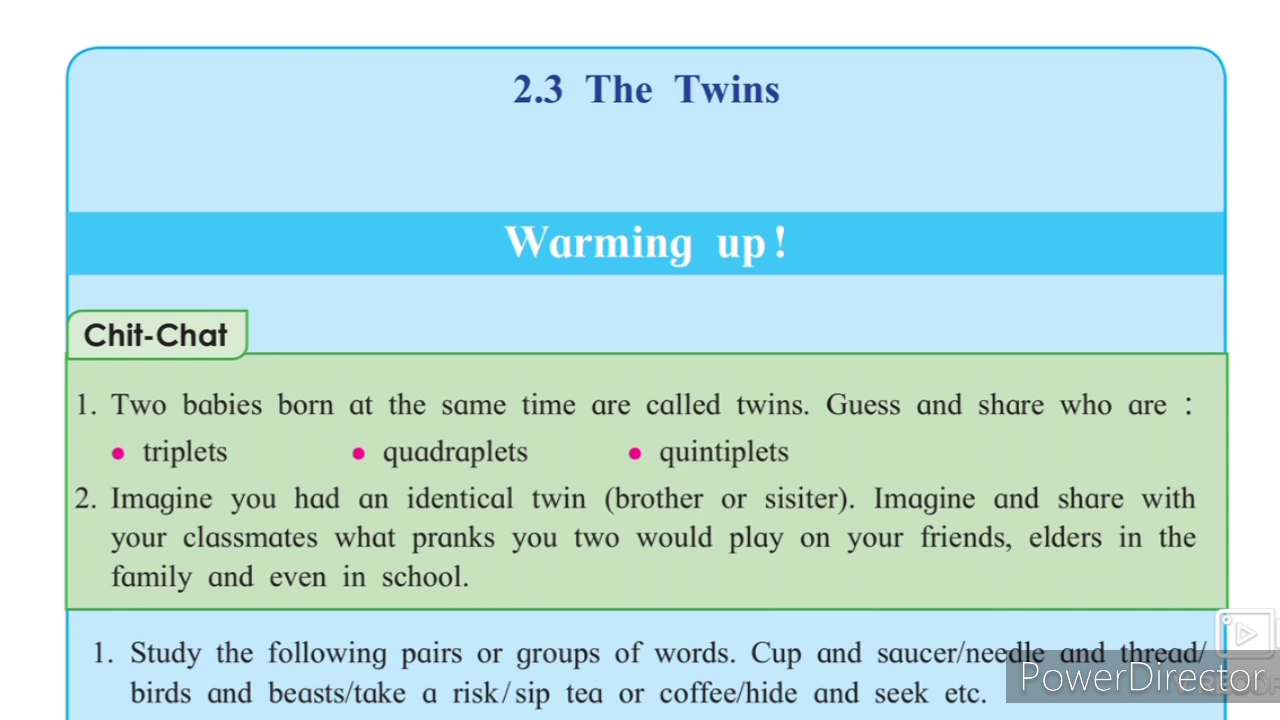 2.3 The Twins
Warming up!
Chit-Chat
1. Two babies born at the same time are called twins. Guess and share who are :
• triplets • quadraplets • quintiplets
2. Imagine you had an identical twin (brother or sisiter). Imagine and share with
your classmates what pranks you two would play on your friends, elders in the
family and even in school.
1. Study the following pairs or groups of words. Cup and saucer/needle and thread/
birds and beasts/take a risk/sip tea or coffee/hide and seek etc.
PowerDirector